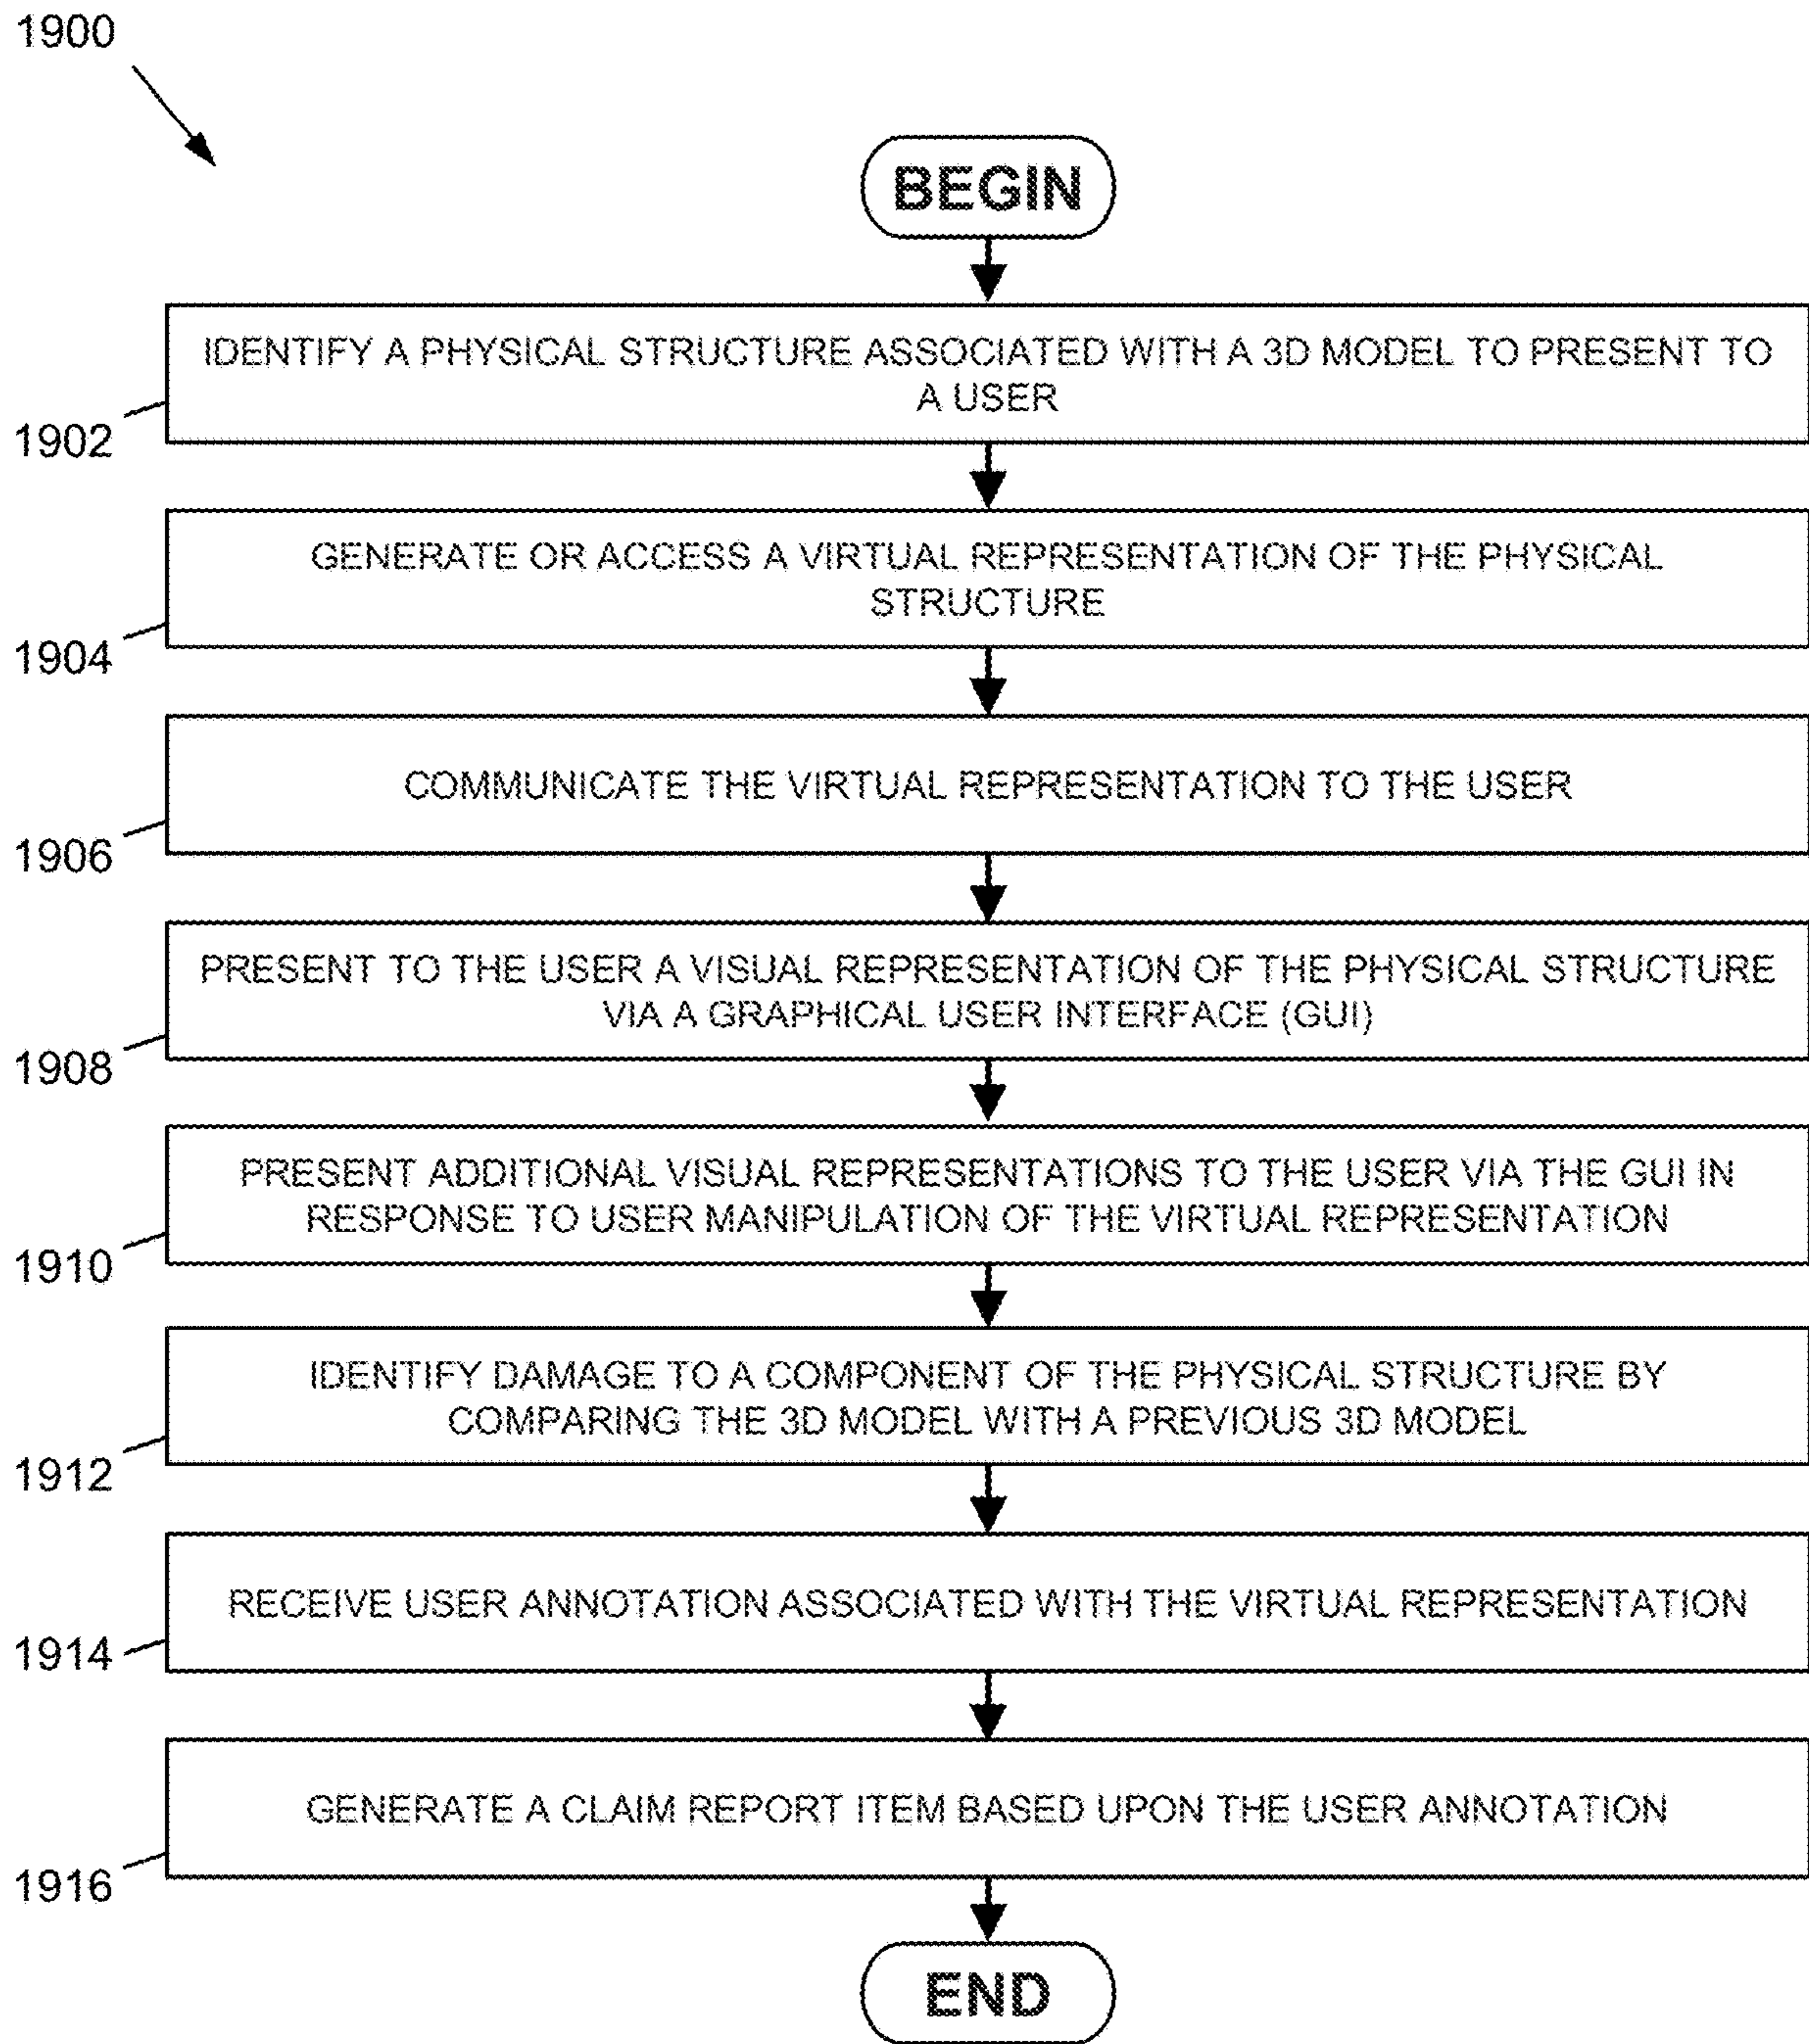 1900
BEGIN
IDENTIFY A PHYSICAL STRUCTURE ASSOCIATED WITH A 3D MODEL TO PRESENT TO
A USER
1902
GENERATE OR ACCESS A VIRTUAL REPRESENTATION OF THE PHYSICAL
STRUCTURE
1904
COMMUNICATE THE VIRTUAL REPRESENTATION TO THE USER
1906
PRESENT TO THE USER A VISUAL REPRESENTATION OF THE PHYSICAL STRUCTURE
VIA A GRAPHICAL USER INTERFACE (GUI)
1908
PRESENT ADDITIONAL VISUAL REPRESENTATIONS TO THE USER VIA THE GUI IN
RESPONSE TO USER MANIPULATION OF THE VIRTUAL REPRESENTATION
1910
IDENTIFY DAMAGE TO A COMPONENT OF THE PHYSICAL STRUCTURE BY
COMPARING THE 3D MODEL WITH A PREVIOUS 3D MODEL
1912
RECEIVE USER ANNOTATION ASSOCIATED WITH THE VIRTUAL REPRESENTATION
1914
GENERATE A CLAIM REPORT ITEM BASED UPON THE USER ANNOTATION
1916
END